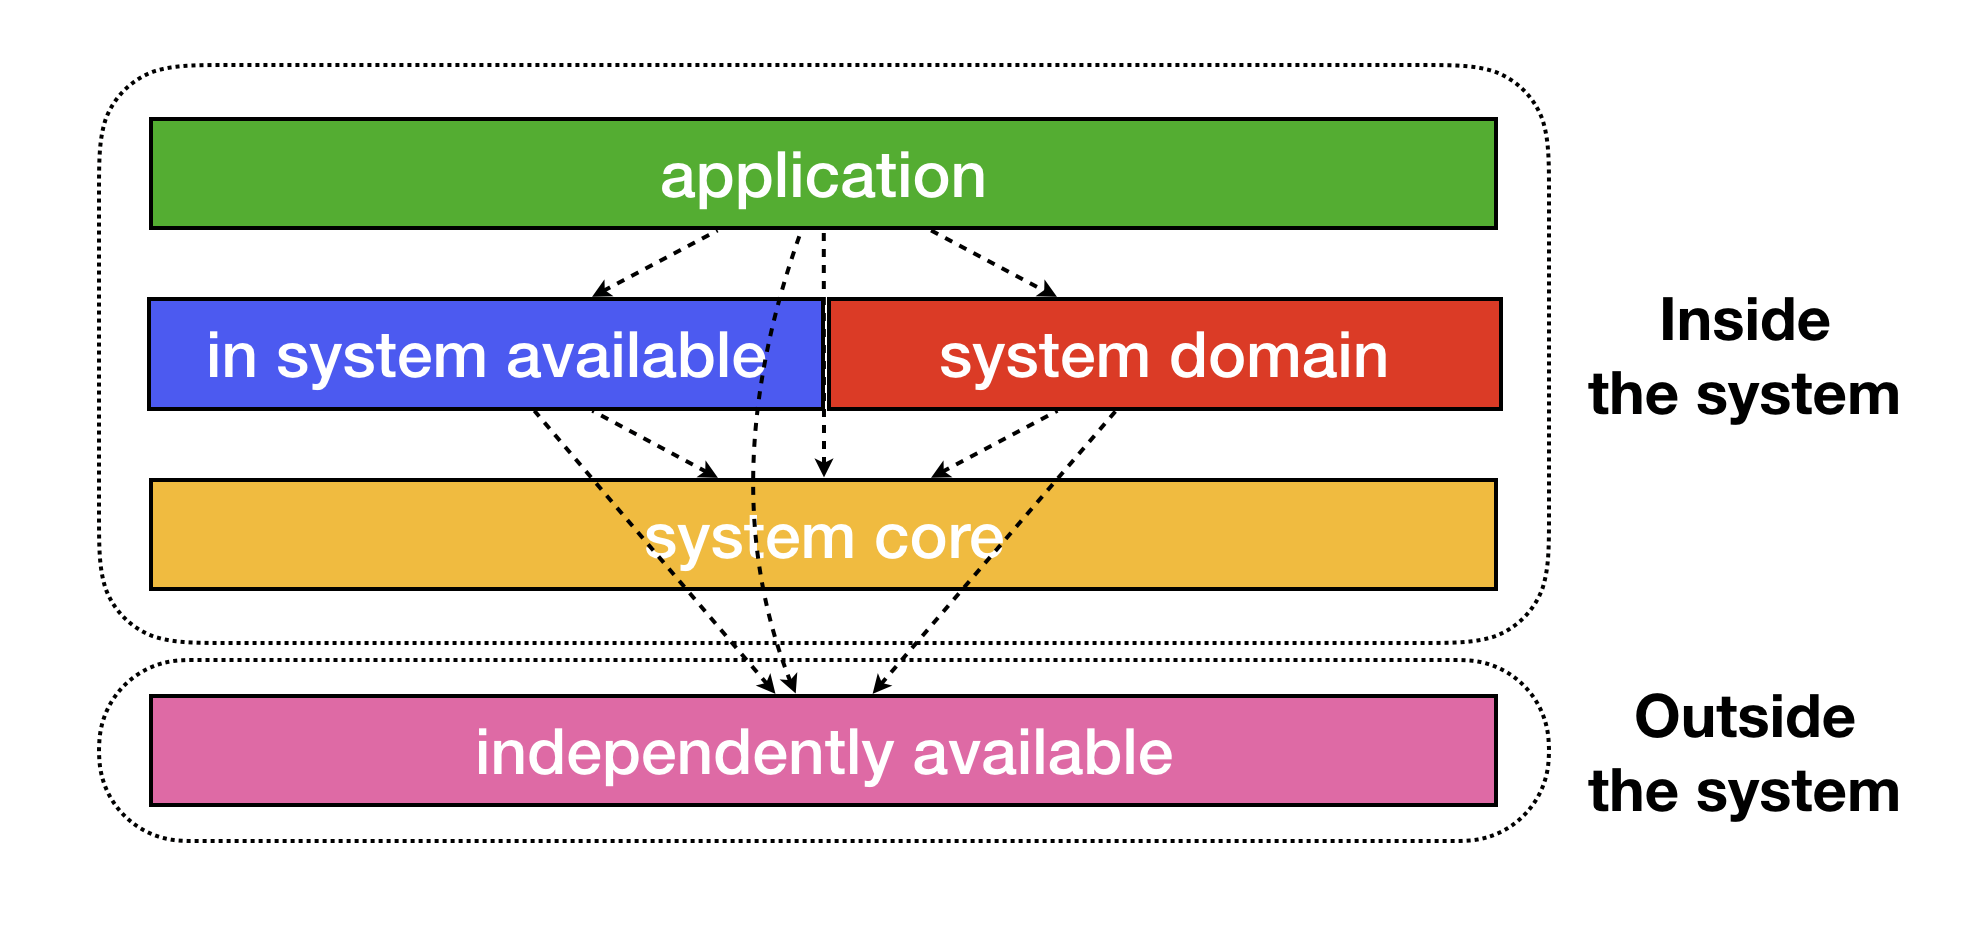 application
in system available
system domain
Inside
the system
system core
independently available
Outside
the system